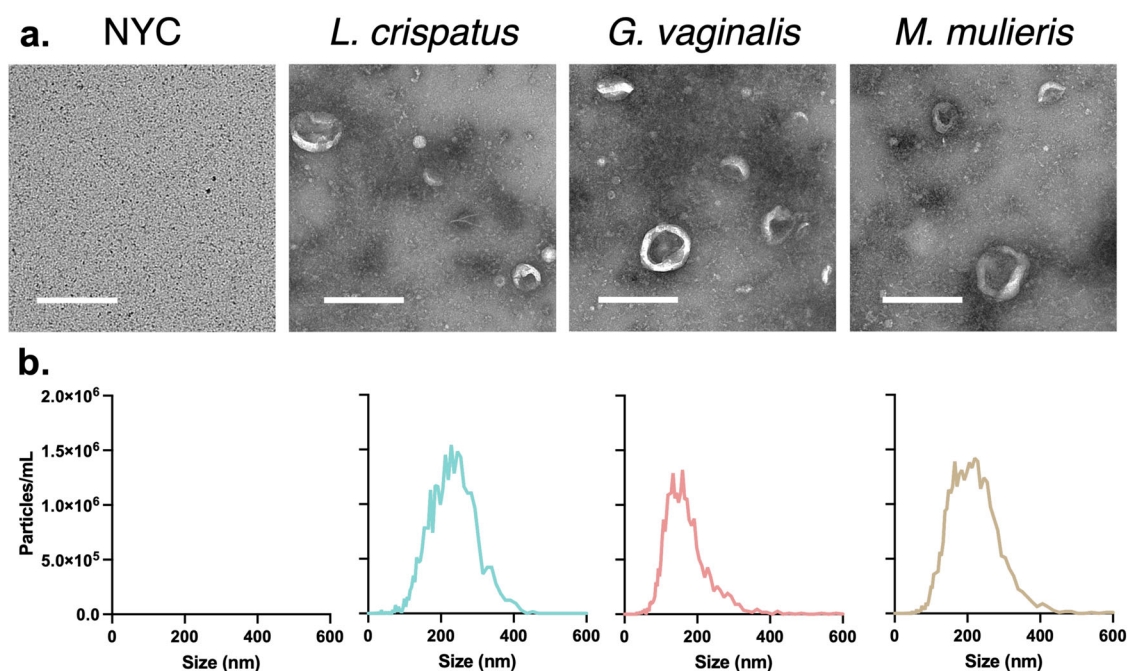 a. NYC L. crispatus G. vaginalis M. mulieris
b.
2.0×10⁶
1.5×10⁶
1.0×10⁶
5.0×10⁵
0.0
Particles/mL
0 200 400 600 0 200 400 600 0 200 400 600 0 200 400 600
Size (nm) Size (nm) Size (nm) Size (nm)